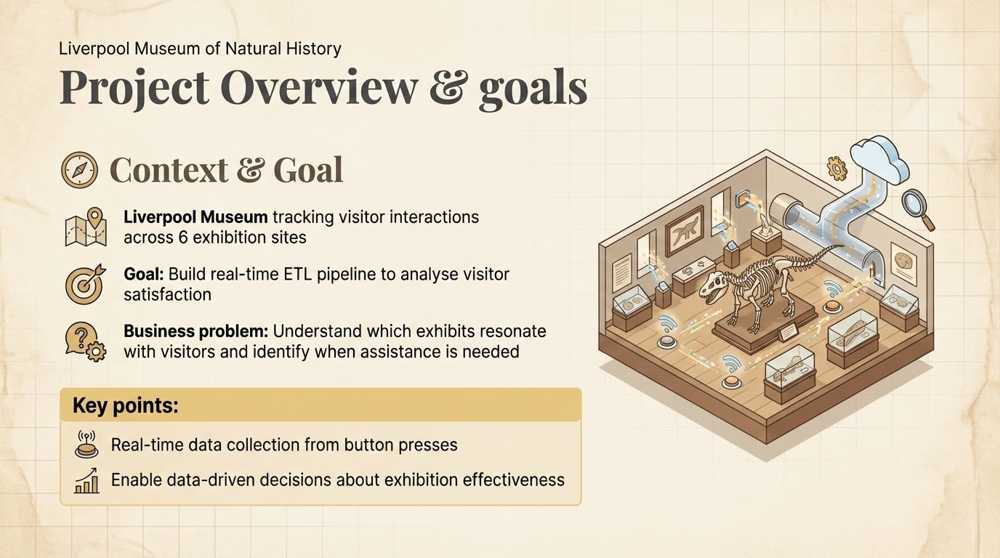 Liverpool Museum of Natural History
Project Overview & goals
Context & Goal
Liverpool Museum tracking visitor interactions
across 6 exhibition sites
Goal: Build real-time ETL pipeline to analyse visitor
satisfaction
Business problem: Understand which exhibits resonate
with visitors and identify when assistance is needed
Key points:
Real-time data collection from button presses
Enable data-driven decisions about exhibition effectiveness